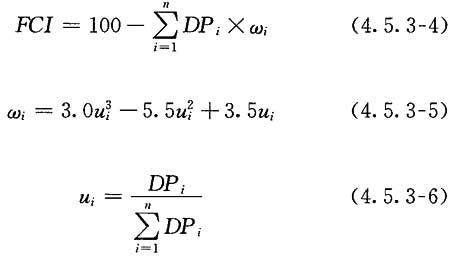 FCI = 100 − ∑_{i=1}^{n} DP_i × ω_i (4.5.3-4)
ω_i = 3.0u_i^3 − 5.5u_i^2 + 3.5u_i (4.5.3-5)
u_i = DP_i / ∑_{i=1}^{n} DP_i (4.5.3-6)